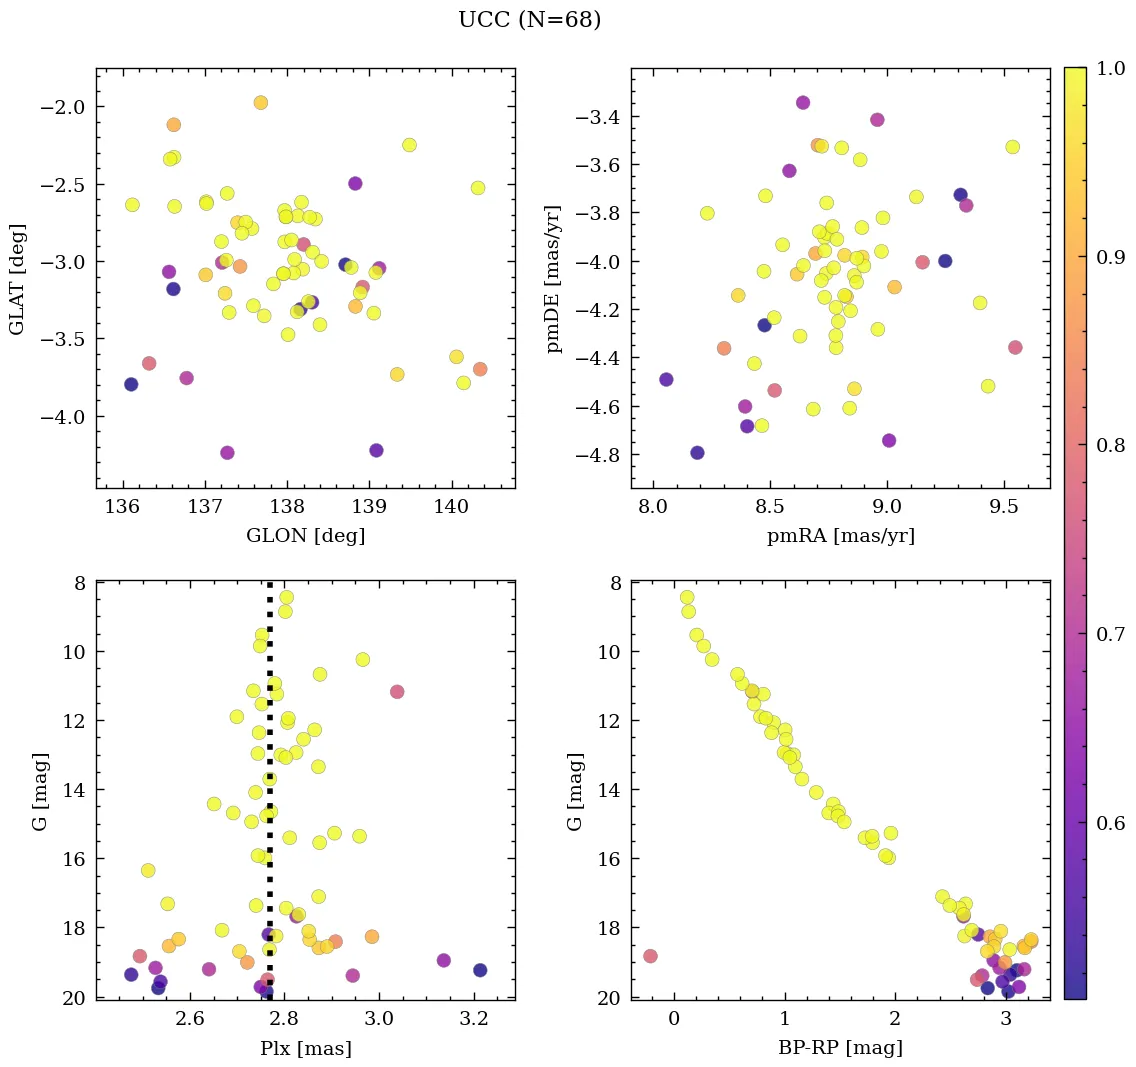 UCC (N=68)
−2.0
−2.5
−3.0
−3.5
−4.0
GLAT [deg]
136 137 138 139 140
GLON [deg]
−3.4
−3.6
−3.8
−4.0
−4.2
−4.4
−4.6
−4.8
pmDE [mas/yr]
8.0 8.5 9.0 9.5
pmRA [mas/yr]
1.0
0.9
0.8
0.7
0.6
8
10
12
14
16
18
20
G [mag]
2.6 2.8 3.0 3.2
Plx [mas]
8
10
12
14
16
18
20
G [mag]
0 1 2 3
BP-RP [mag]